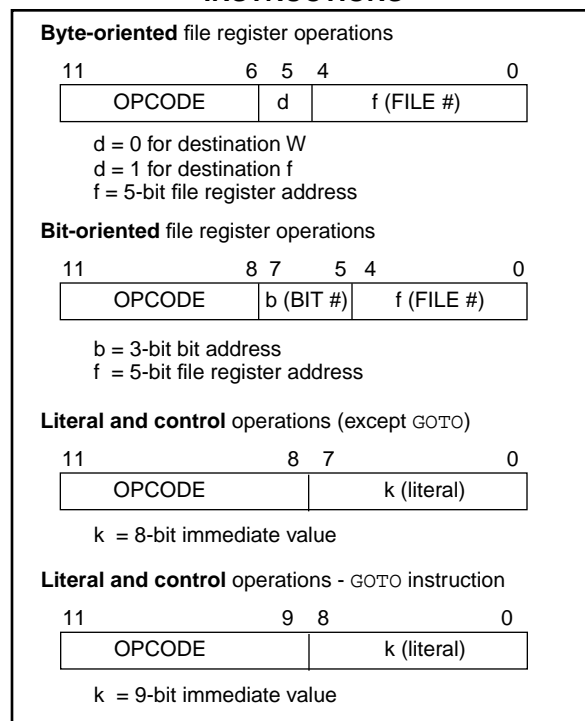 Byte-oriented file register operations
11 6 5 4 0
OPCODE d f (FILE #)
d = 0 for destination W
d = 1 for destination f
f = 5-bit file register address
Bit-oriented file register operations
11 8 7 5 4 0
OPCODE b (BIT #) f (FILE #)
b = 3-bit bit address
f = 5-bit file register address
Literal and control operations (except GOTO)
11 8 7 0
OPCODE k (literal)
k = 8-bit immediate value
Literal and control operations - GOTO instruction
11 9 8 0
OPCODE k (literal)
k = 9-bit immediate value